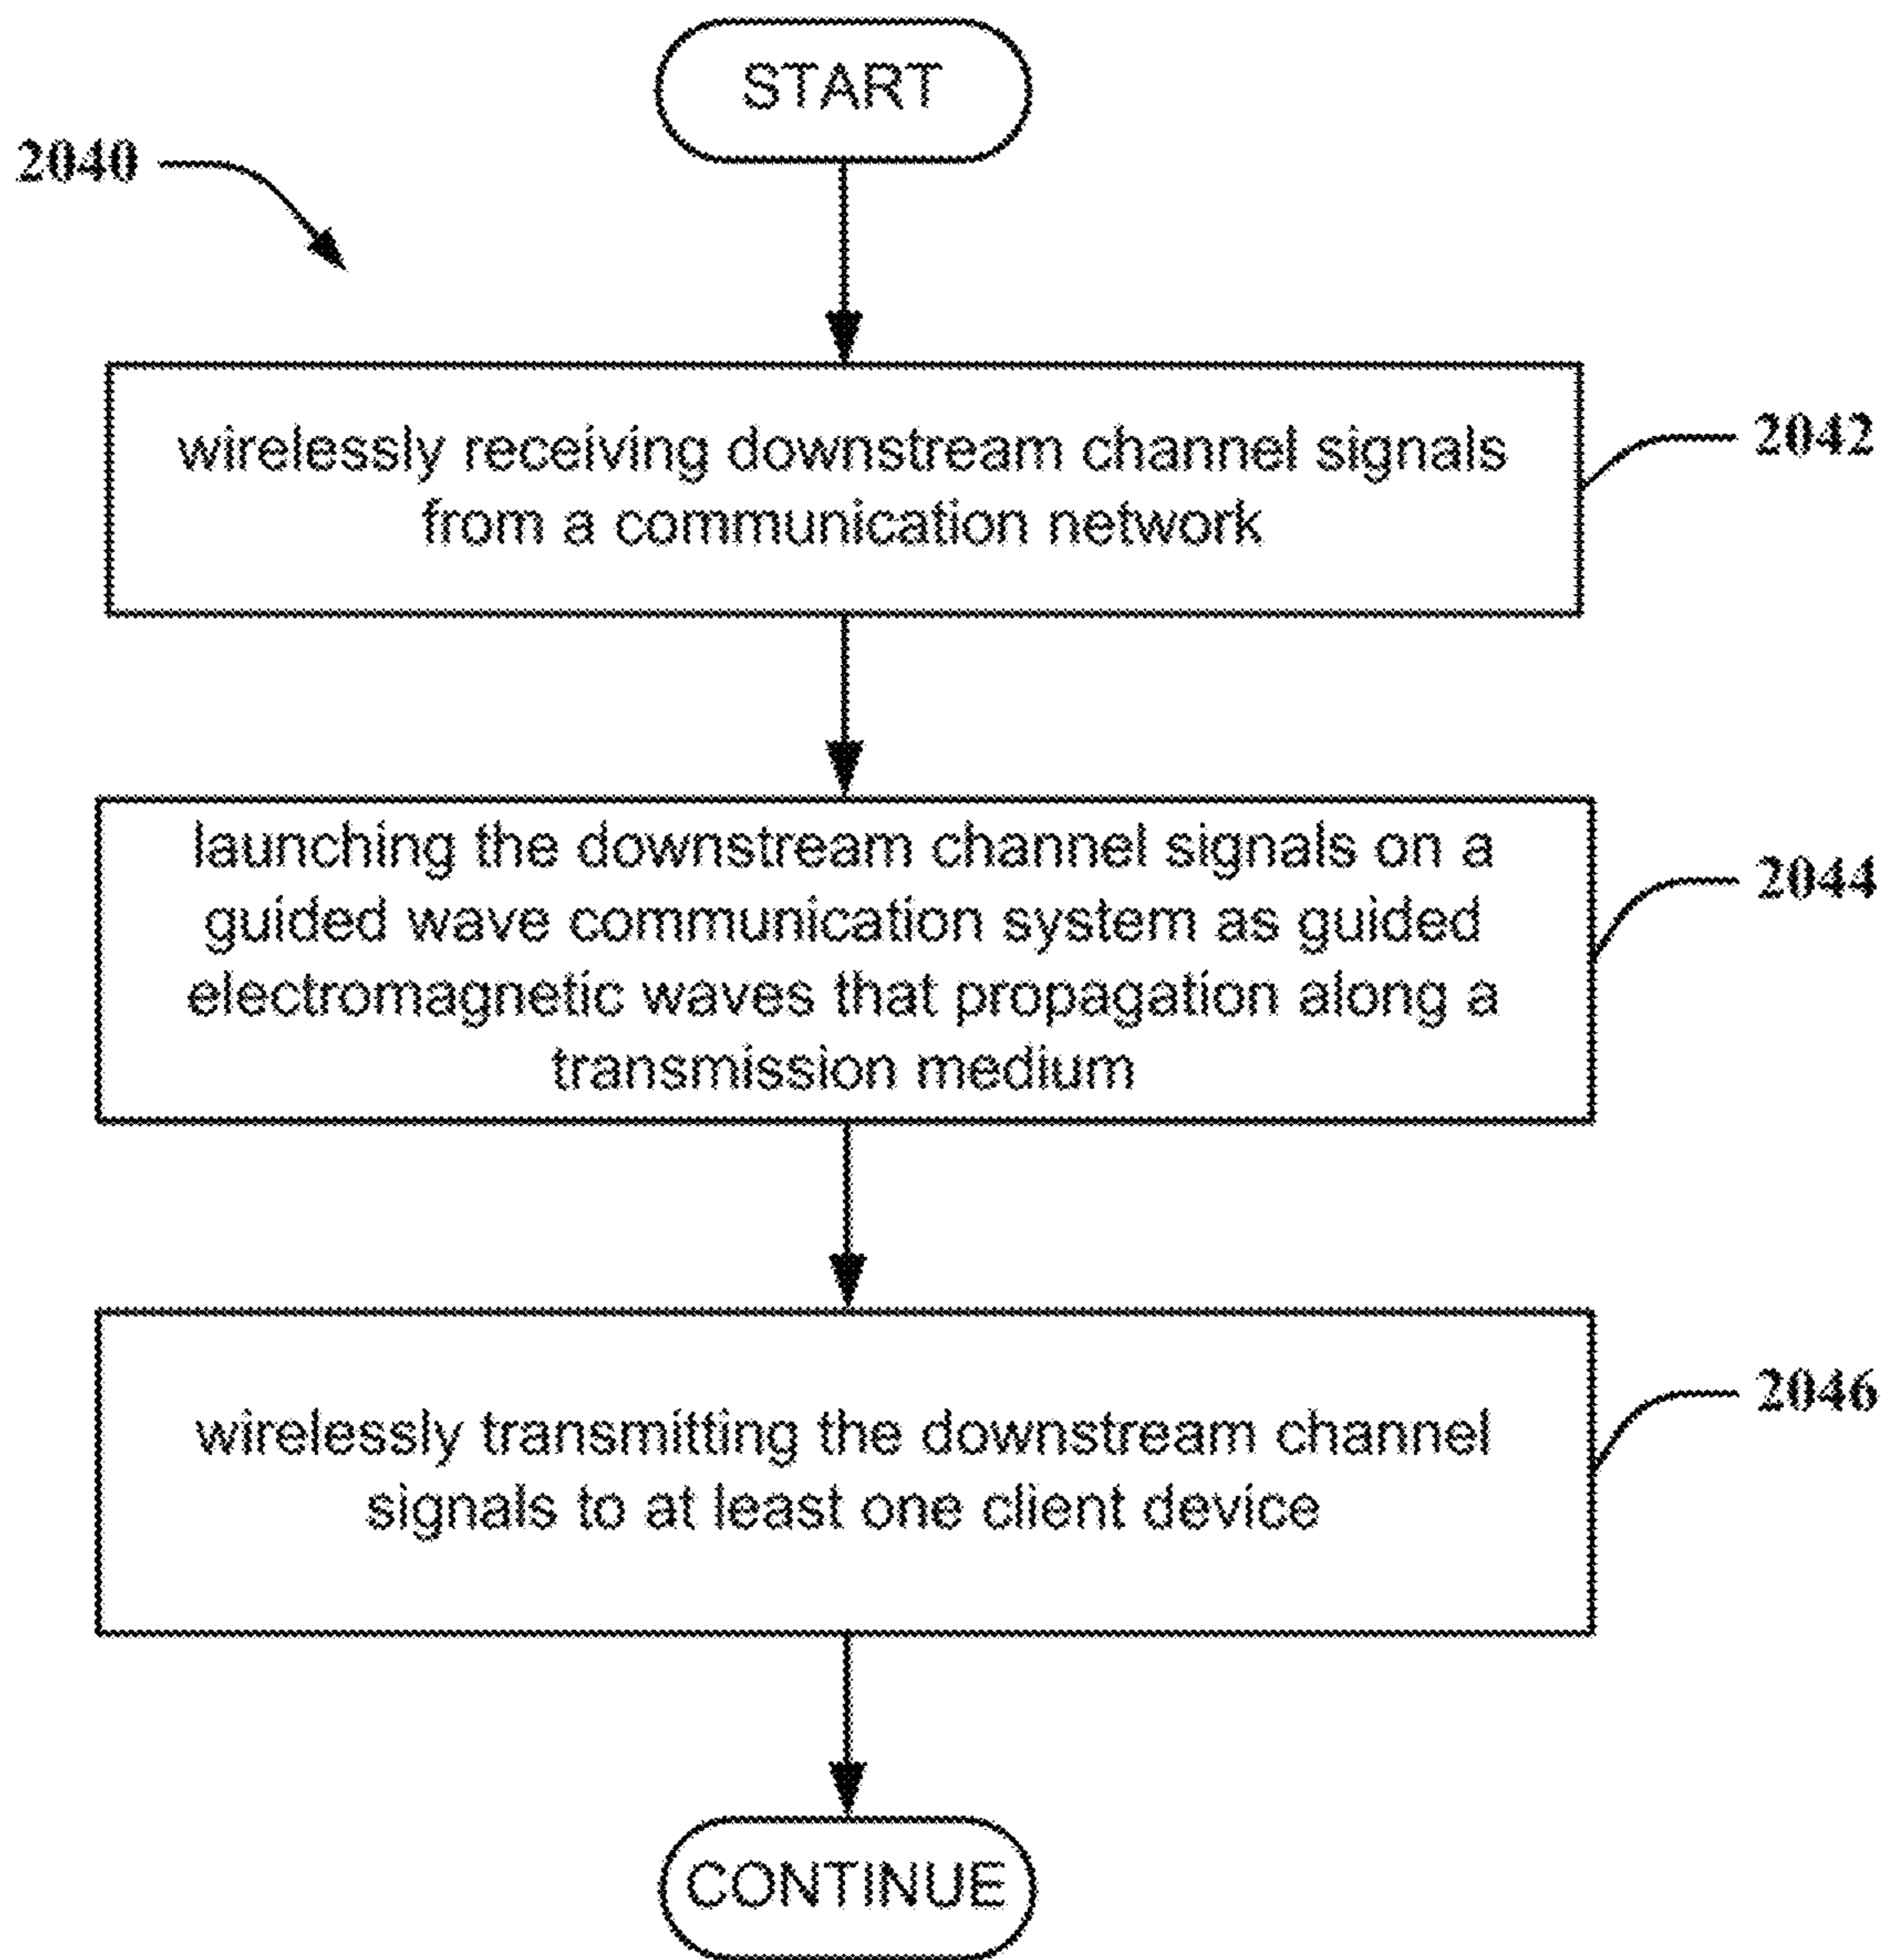 START
2040
wirelessly receiving downstream channel signals
from a communication network
2042
launching the downstream channel signals on a
guided wave communication system as guided
electromagnetic waves that propagation along a
transmission medium
2044
wirelessly transmitting the downstream channel
signals to at least one client device
2046
CONTINUE